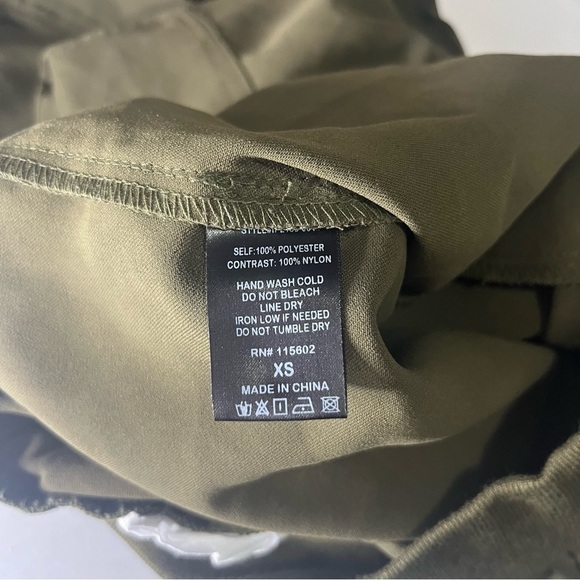 SELF:100% POLYESTER
CONTRAST: 100% NYLON
HAND WASH COLD
DO NOT BLEACH
LINE DRY
IRON LOW IF NEEDED
DO NOT TUMBLE DRY
RN# 115602
XS
MADE IN CHINA